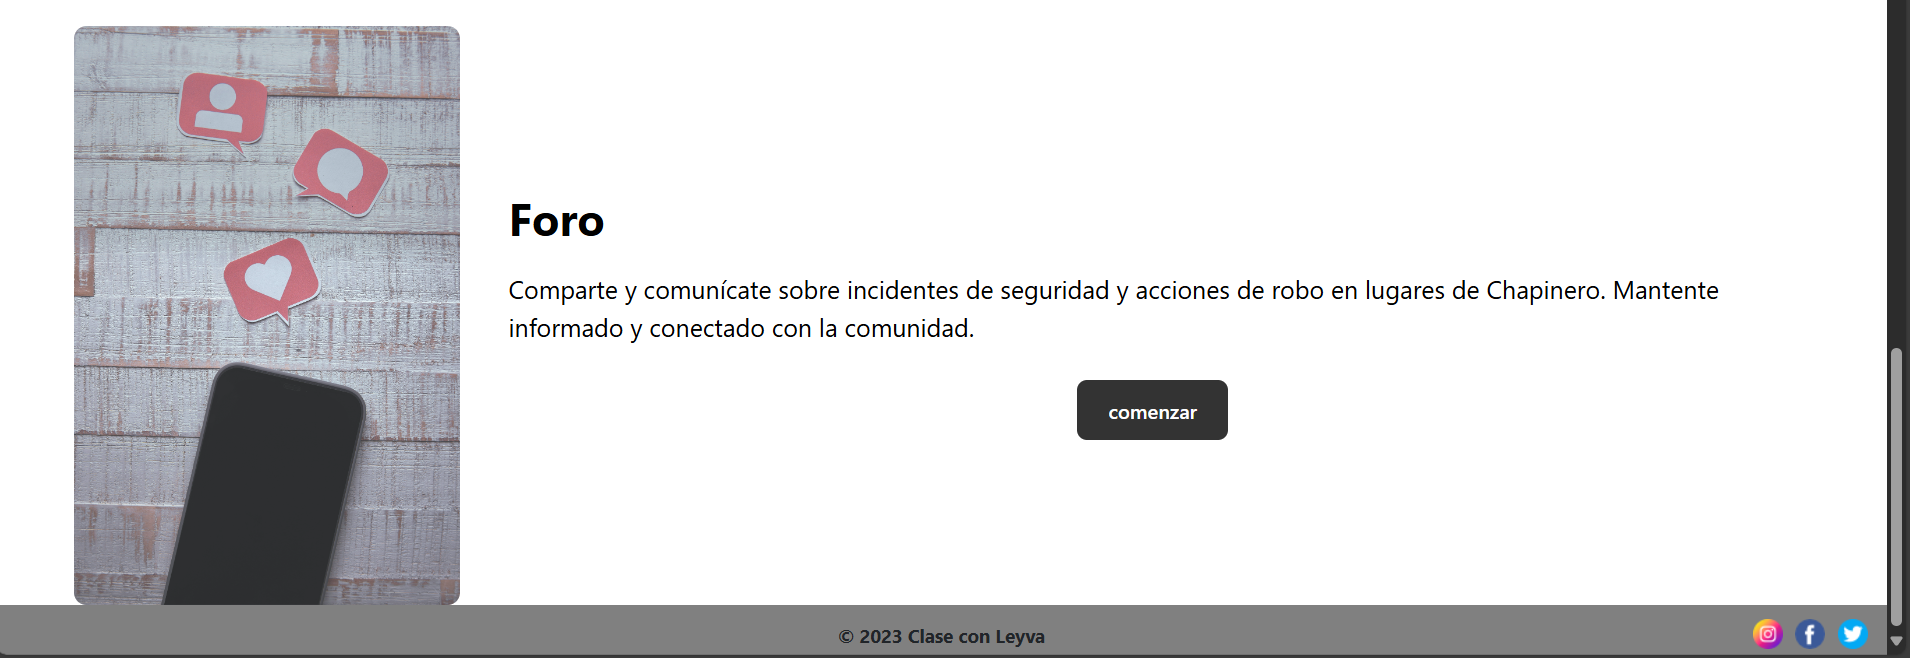 Foro
Comparte y comunícate sobre incidentes de seguridad y acciones de robo en lugares de Chapinero. Mantente
informado y conectado con la comunidad.
comenzar
© 2023 Clase con Leyva